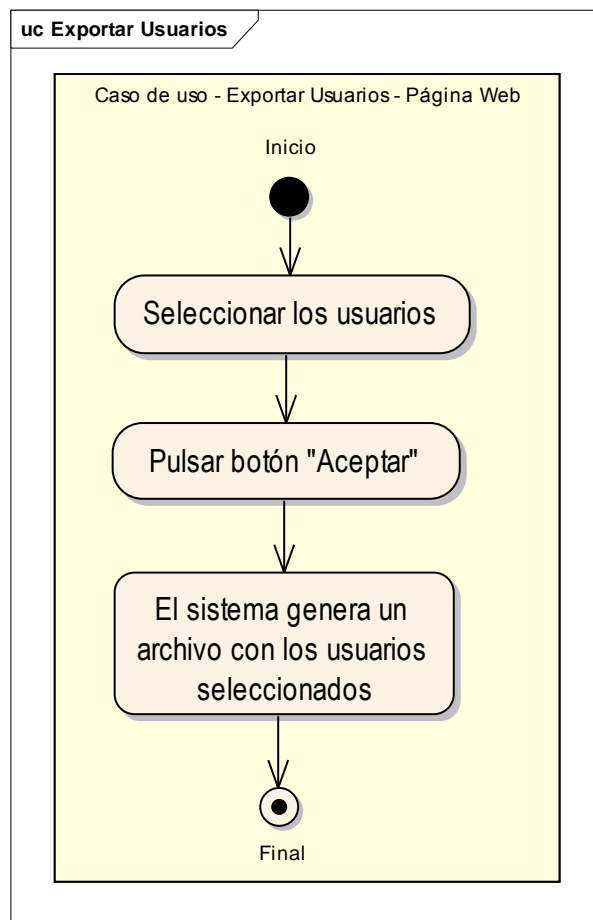 uc Exportar Usuarios
Caso de uso - Exportar Usuarios - Página Web
Inicio
Seleccionar los usuarios
Pulsar botón "Aceptar"
El sistema genera un
archivo con los usuarios
seleccionados
Final